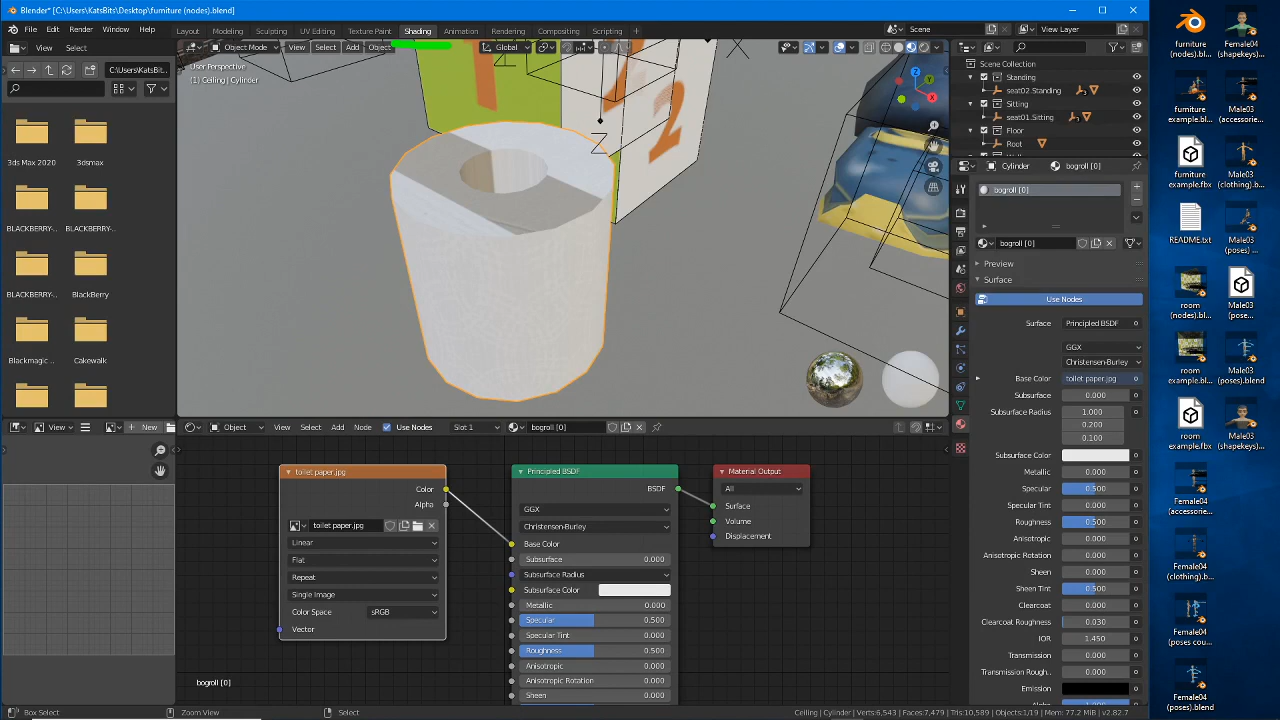 Blender* [C:\Users\KatsBits\Desktop\furniture (nodes).blend]
File Edit Render Window Help Layout Modeling Sculpting UV Editing Texture Paint Shading Animation Rendering Compositing Scripting
Scene View Layer
View Select
C:\Users\KatsBits...
3ds Max 2020 3dsmax
BLACKBERRY-.. BLACKBERRY-..
BLACKBERRY-.. BlackBerry
Blackmagic .. Cakewalk
Object Mode View Select Add Object Global
User Perspective
(1) Ceiling | Cylinder
1
2
Scene Collection
Standing
seat02.Standing
Sitting
seat01.Sitting
Floor
Root
Cylinder bogroll [0]
bogroll [0]
bogroll [0]
Preview
Surface
Use Nodes
Surface Principled BSDF
GGX
Christensen-Burley
Base Color toilet paper.jpg
Subsurface 0.000
Subsurface Radius 1.000
0.200
0.100
Subsurface Color
Metallic 0.000
Specular 0.500
Specular Tint 0.000
Roughness 0.500
Anisotropic 0.000
Anisotropic Rotation 0.000
Sheen 0.000
Sheen Tint 0.500
Clearcoat 0.000
Clearcoat Roughness 0.030
IOR 1.450
Transmission 0.000
Transmission Rough.. 0.000
Emission
Alpha
View New
Object View Select Add Node Use Nodes Slot 1 bogroll [0]
toilet paper.jpg
Color
Alpha
toilet paper.jpg
Linear
Flat
Repeat
Single Image
Color Space sRGB
Vector
Principled BSDF
BSDF
GGX
Christensen-Burley
Base Color
Subsurface 0.000
Subsurface Radius
Subsurface Color
Metallic 0.000
Specular 0.500
Specular Tint 0.000
Roughness 0.500
Anisotropic 0.000
Anisotropic Rotation 0.000
Sheen 0.000
Material Output
All
Surface
Volume
Displacement
bogroll [0]
Box Select Zoom View Select Ceiling | Cylinder | Verts:6,543 | Faces:7,479 | Tris:10,589 | Objects:1/19 | Mem: 77.2 MiB | v2.82.7
furniture
(nodes).bl...
Female04
(shapekeys)...
furniture
example.bl...
Male03
(accessorie...
furniture
example.fbx
Male03
(clothing).b...
README.txt
Male03
(poses) ...
room
(nodes).bl...
Male03
(pose...
room
example.bl...
Male03
(poses).blend
room
example.fbx
Male03
(shapekeys)...
Female04
(accessorie...
Female04
(clothing)....
Female04
(poses cou...
Female04
(poses).blend